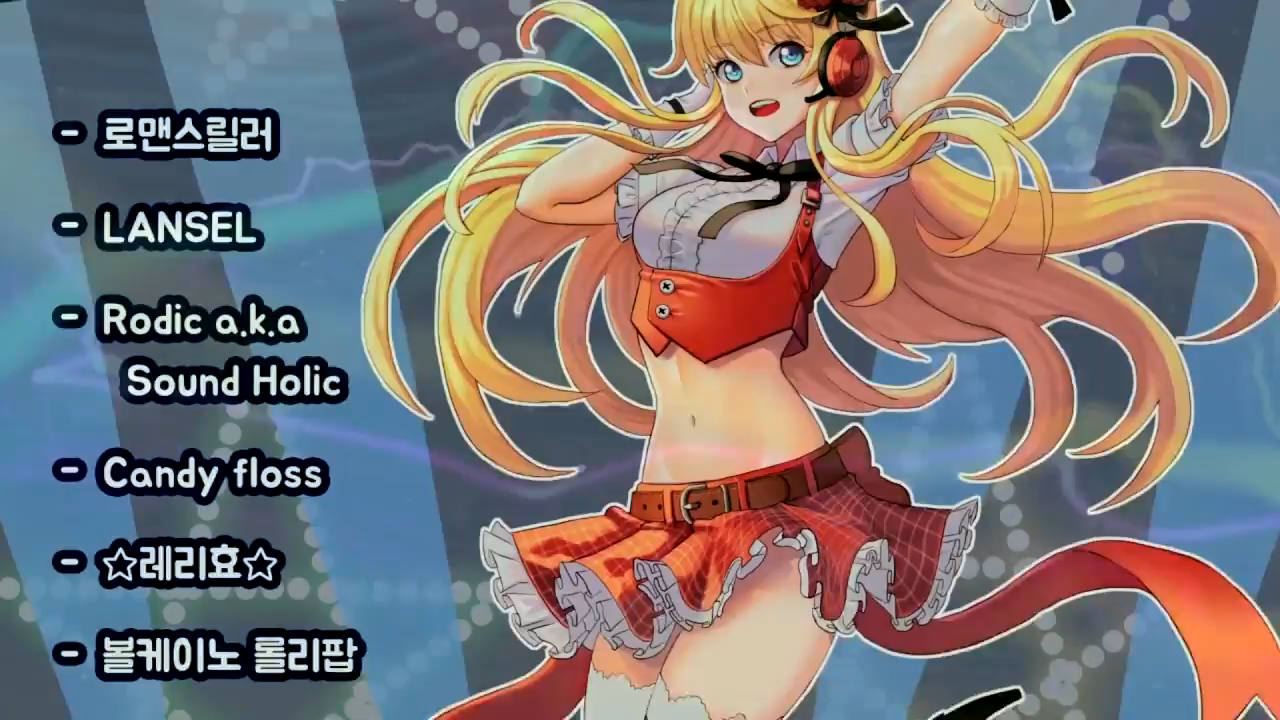 - 로맨스릴러
- LANSEL
- Rodic a.k.a
Sound Holic
- Candy floss
- ☆레리효☆
- 볼케이노 롤리팝